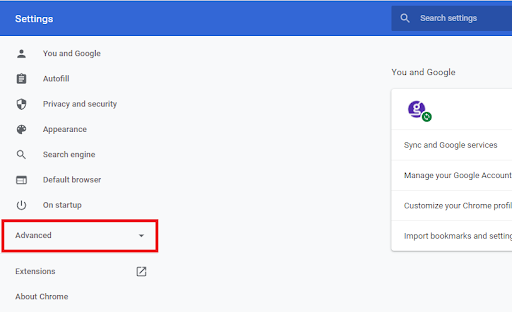 Settings
Search settings
You and Google
Autofill
Privacy and security
Appearance
Search engine
Default browser
On startup
Advanced
Extensions
About Chrome
You and Google
g
Sync and Google services
Manage your Google Account
Customize your Chrome profil
Import bookmarks and setting